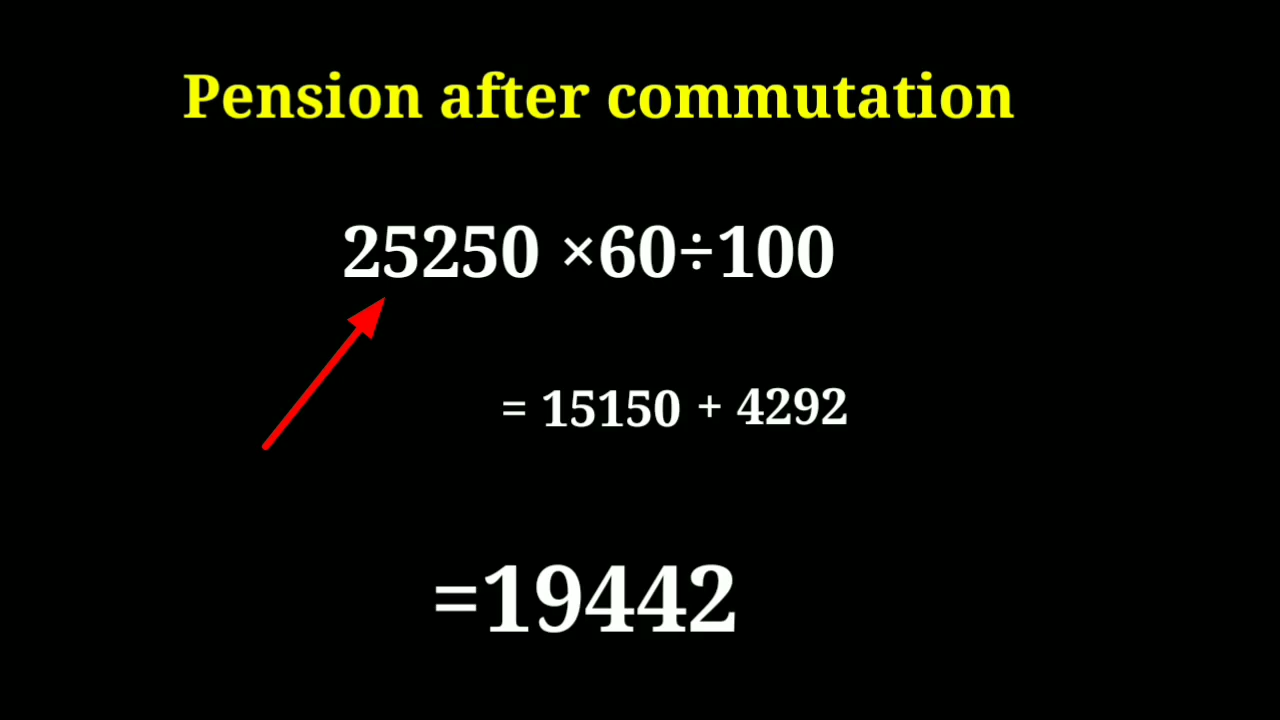 Pension after commutation
25250 ×60÷100
= 15150 + 4292
=19442